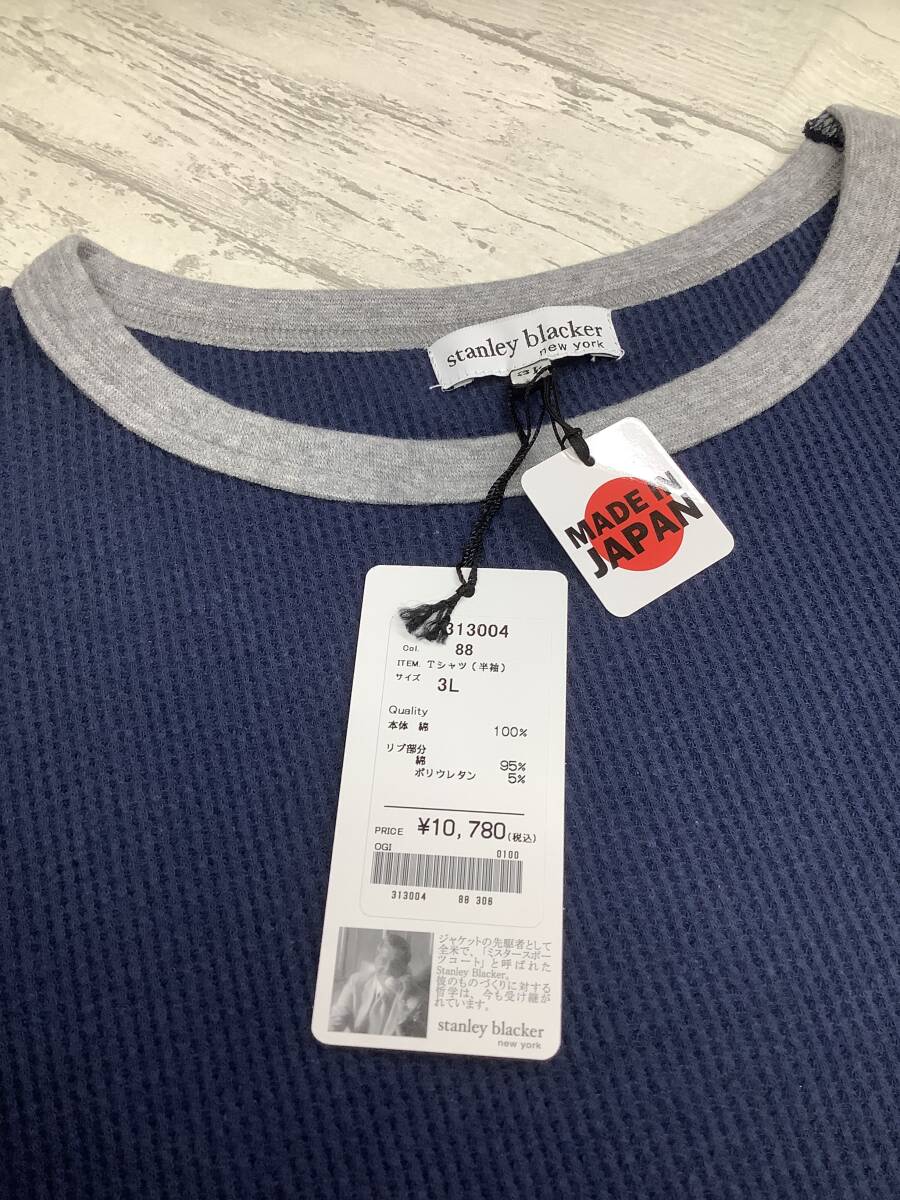 stanley blacker
new york
MADE IN
JAPAN
313004
Col. 88
ITEM. Tシャツ(半袖)
サイズ 3L
Quality
本体 綿 100%
リブ部分
綿 95%
ポリウレタン 5%
PRICE ¥10,780(税込)
OGI 0100
313004 88 306
ジャケットの先駆者として
全米で、「ミスタースポー
ツコート」と呼ばれた
Stanley Blacker。
彼のものづくりに対する
哲学は、今も受け継が
れています。
stanley blacker
new york